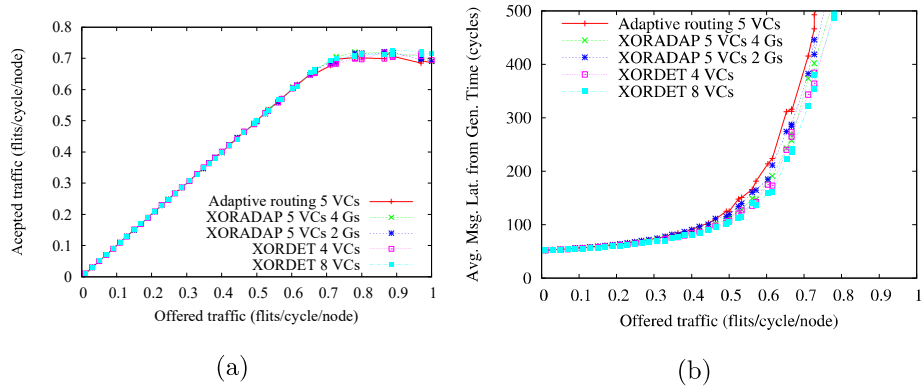 Acepted traffic (flits/cycle/node)
0.8
0.7
0.6
0.5
0.4
0.3
0.2
0.1
0
Adaptive routing 5 VCs
XORADAP 5 VCs 4 Gs
XORADAP 5 VCs 2 Gs
XORDET 4 VCs
XORDET 8 VCs
0 0.1 0.2 0.3 0.4 0.5 0.6 0.7 0.8 0.9 1
Offered traffic (flits/cycle/node)
(a)
Avg. Msg. Lat. from Gen. Time (cycles)
500
400
300
200
100
0
Adaptive routing 5 VCs
XORADAP 5 VCs 4 Gs
XORADAP 5 VCs 2 Gs
XORDET 4 VCs
XORDET 8 VCs
0 0.1 0.2 0.3 0.4 0.5 0.6 0.7 0.8 0.9 1
Offered traffic (flits/cycle/node)
(b)